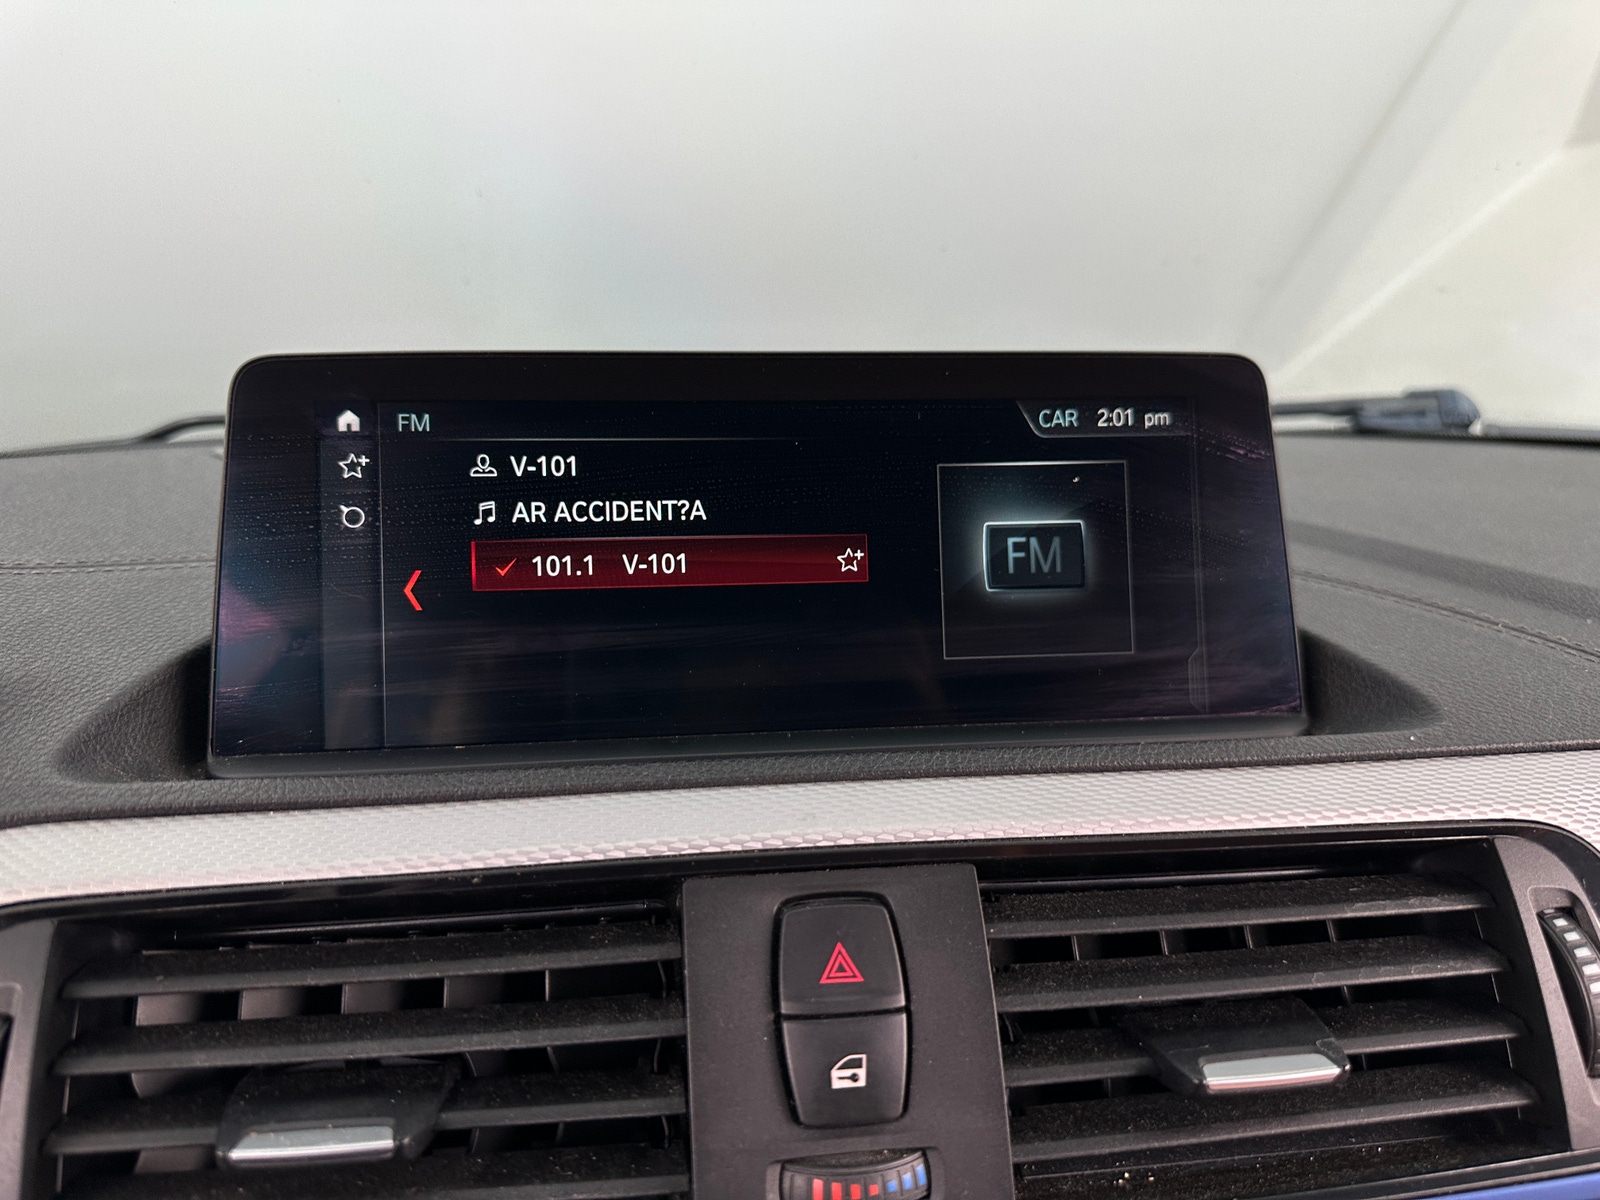 FM
CAR 2:01 pm
V-101
AR ACCIDENT?A
101.1 V-101
FM